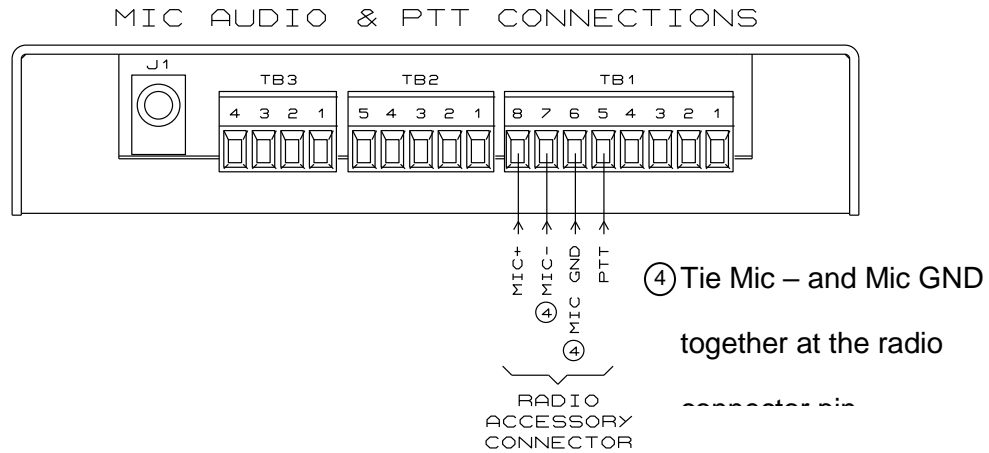 MIC AUDIO & PTT CONNECTIONS
J1
TB3
TB2
TB1
4 3 2 1
5 4 3 2 1
8 7 6 5 4 3 2 1
MIC+
④ MIC-
④ MIC GND
PTT
④ Tie Mic – and Mic GND
together at the radio
connector pin
RADIO
ACCESSORY
CONNECTOR